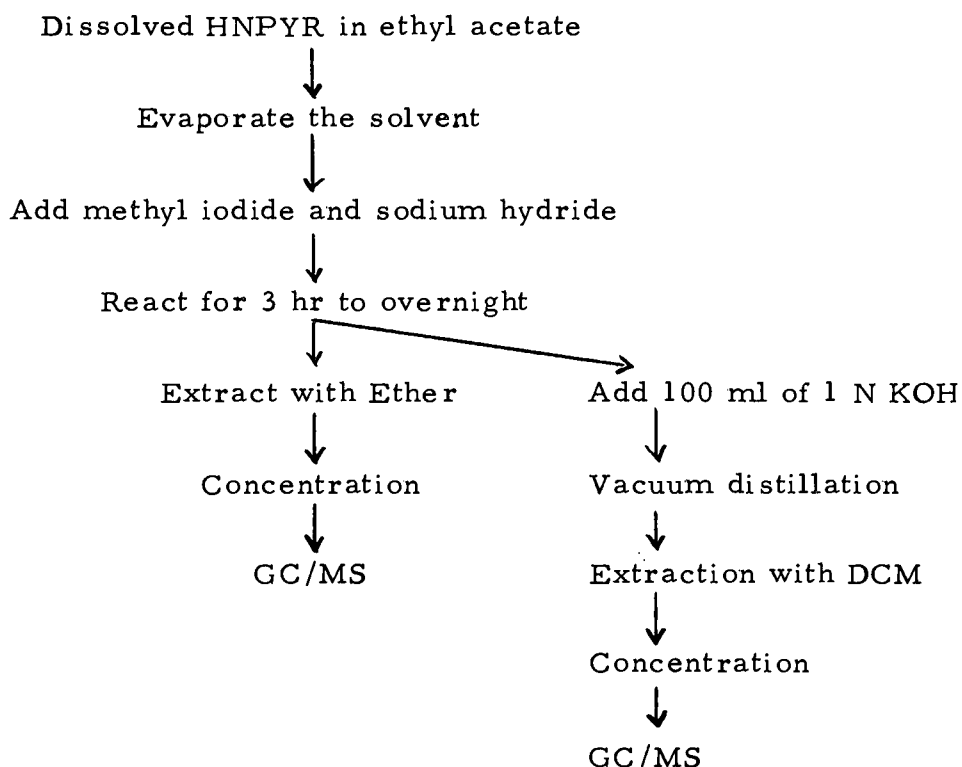 Dissolved HNPYR in ethyl acetate
Evaporate the solvent
Add methyl iodide and sodium hydride
React for 3 hr to overnight
Extract with Ether
Add 100 ml of 1 N KOH
Concentration
Vacuum distillation
GC/MS
Extraction with DCM
Concentration
GC/MS